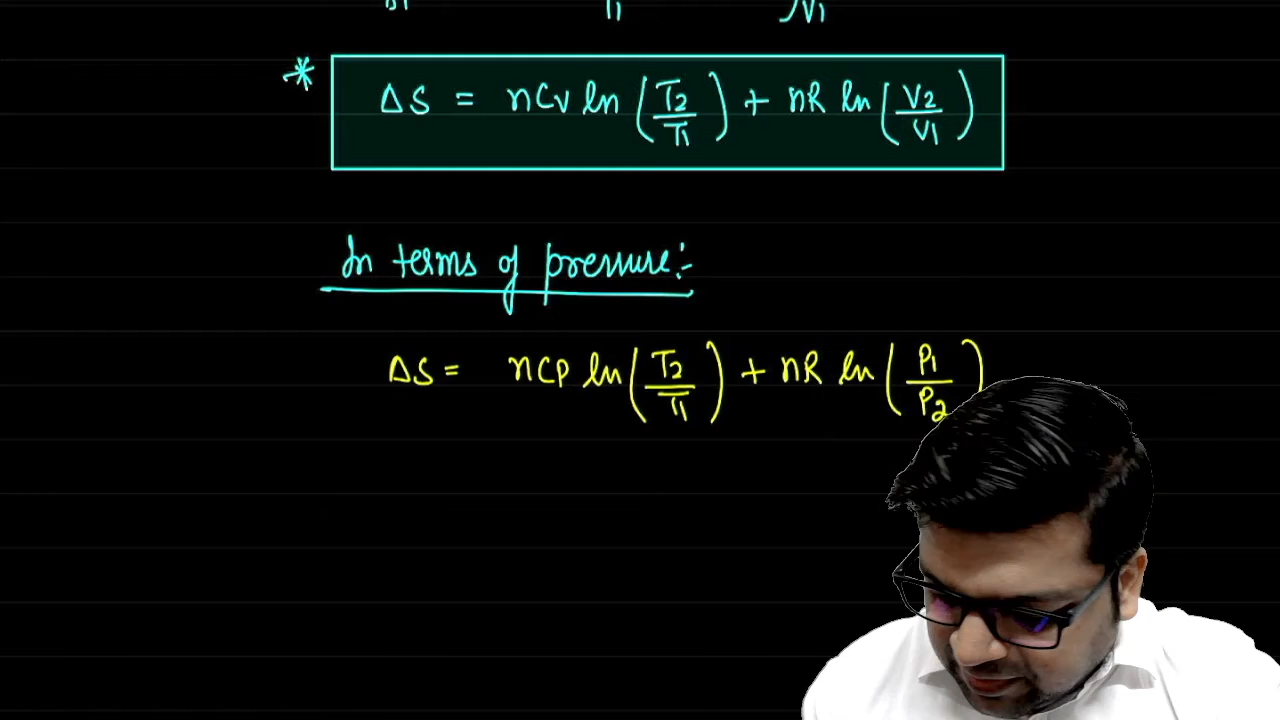 * ΔS = nCv ln (T2/T1) + nR ln (V2/V1)
In terms of pressure:-
ΔS = nCP ln (T2/T1) + nR ln (P1/P2)